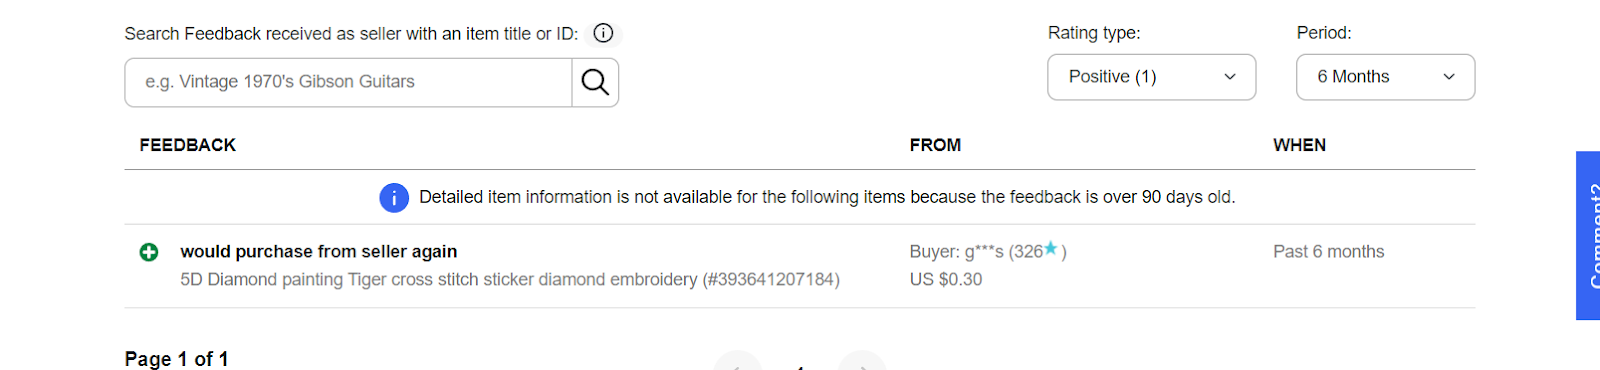 Search Feedback received as seller with an item title or ID:
Rating type:
Period:
e.g. Vintage 1970's Gibson Guitars
Positive (1)
6 Months
FEEDBACK
FROM
WHEN
Detailed item information is not available for the following items because the feedback is over 90 days old.
would purchase from seller again
Buyer: g***s (326★)
Past 6 months
5D Diamond painting Tiger cross stitch sticker diamond embroidery (#393641207184)
US $0.30
Comment?
Page 1 of 1